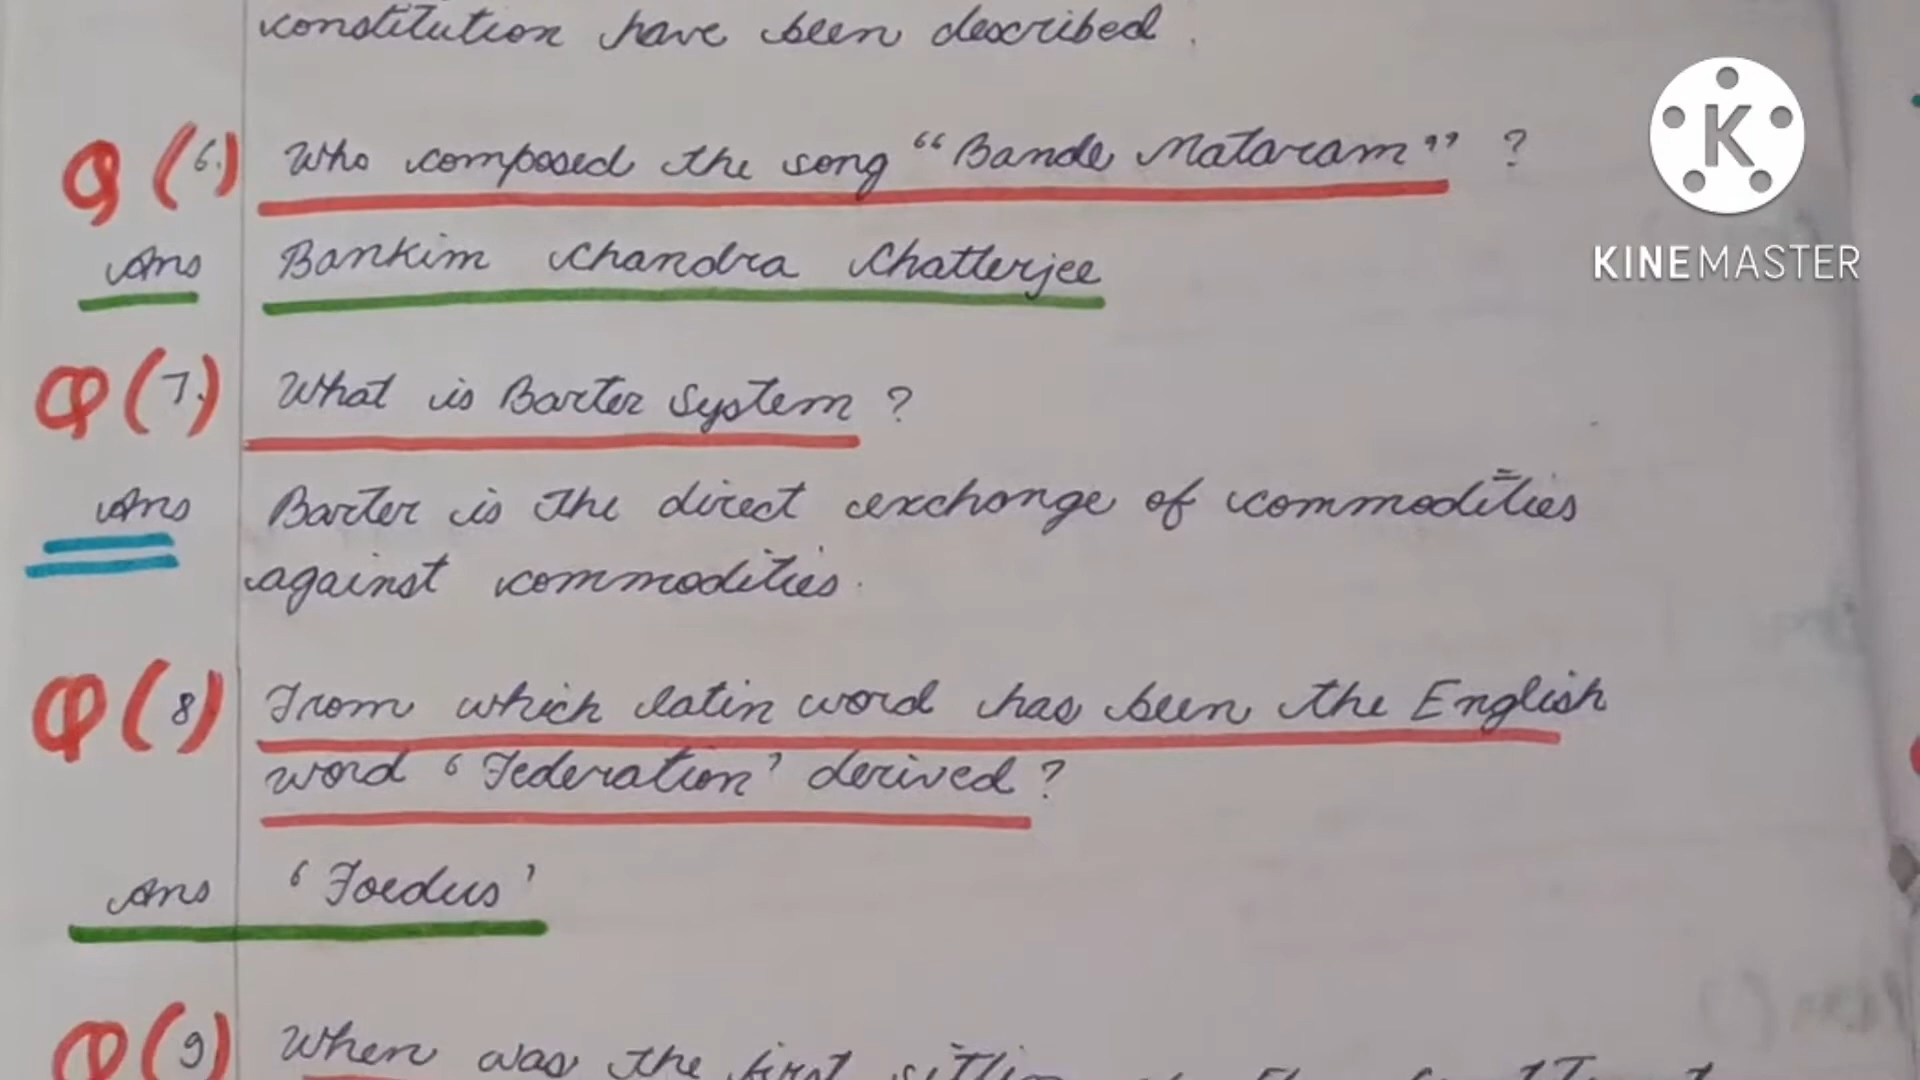 constitution have been described.
Q (6.) Who composed the song “Bande Mataram” ?
Ans Bankim Chandra Chatterjee
Q (7.) What is Barter System ?
Ans Barter is the direct exchange of commodities
against commodities.
Q (8) From which latin word has been the English
word ‘Federation’ derived ?
Ans ‘Foedus’
Q (9) When was the first sitting
KINEMASTER